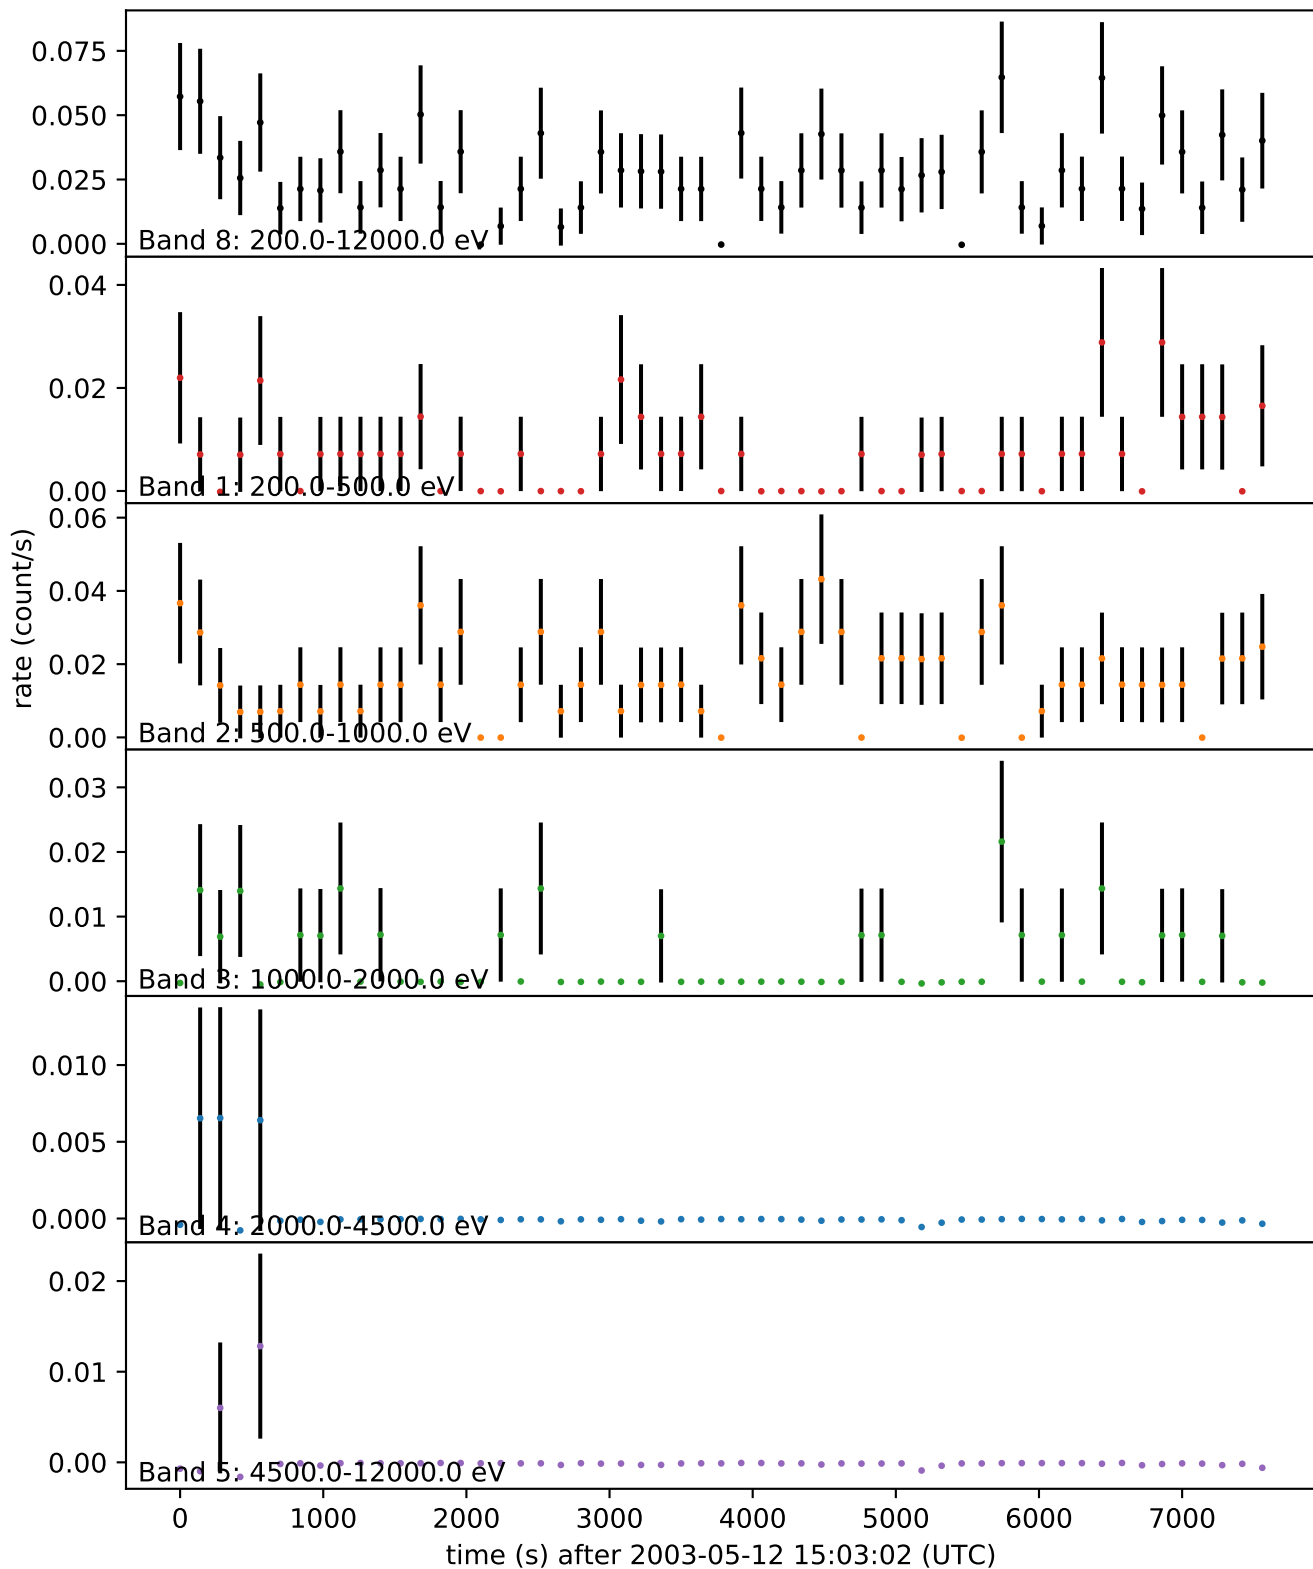 0.075
0.050
0.025
0.000
Band 8: 200.0-12000.0 eV
0.04
0.02
0.00
Band 1: 200.0-500.0 eV
0.06
0.04
0.02
0.00
Band 2: 500.0-1000.0 eV
rate (count/s)
0.03
0.02
0.01
0.00
Band 3: 1000.0-2000.0 eV
0.010
0.005
0.000
Band 4: 2000.0-4500.0 eV
0.02
0.01
0.00
Band 5: 4500.0-12000.0 eV
0 1000 2000 3000 4000 5000 6000 7000
time (s) after 2003-05-12 15:03:02 (UTC)